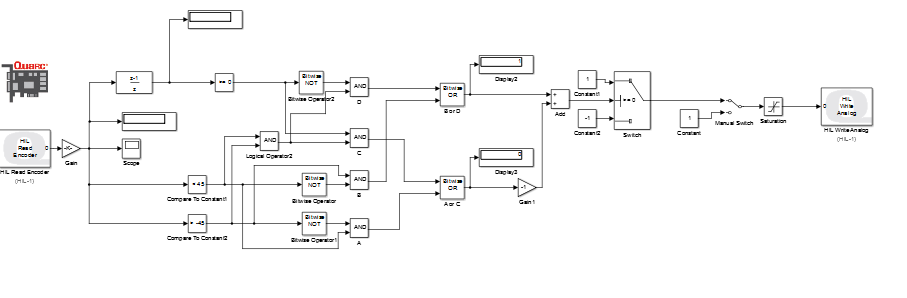 QUARC
z-1
z
>= 0
Bitwise
NOT
Bitwise Operator2
AND
D
Bitwise
OR
B or D
1
Display2
+
+
Add
1
Constant1
-1
Constant2
>= 0
Switch
1
Constant
Manual Switch
Saturation
0
HIL
Write
Analog
HIL Write Analog
(HIL-1)
HIL
Read
Encoder
0
HIL Read Encoder
(HIL-1)
-K-
Gain
Scope
AND
Logical Operator2
AND
C
45
Compare To Constant1
Bitwise
NOT
Bitwise Operator
AND
B
Bitwise
OR
A or C
0
Display3
-1
Gain1
-45
Compare To Constant2
Bitwise
NOT
Bitwise Operator1
AND
A